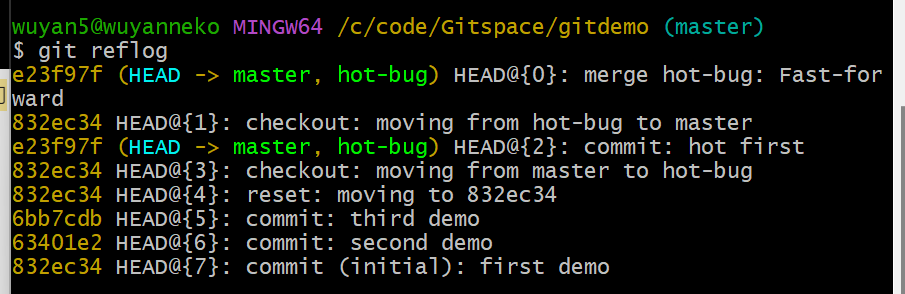 wuyan5@wuyanneko MINGW64 /c/code/Gitspace/gitdemo (master)
$ git reflog
e23f97f (HEAD -> master, hot-bug) HEAD@{0}: merge hot-bug: Fast-for
ward
832ec34 HEAD@{1}: checkout: moving from hot-bug to master
e23f97f (HEAD -> master, hot-bug) HEAD@{2}: commit: hot first
832ec34 HEAD@{3}: checkout: moving from master to hot-bug
832ec34 HEAD@{4}: reset: moving to 832ec34
6bb7cdb HEAD@{5}: commit: third demo
63401e2 HEAD@{6}: commit: second demo
832ec34 HEAD@{7}: commit (initial): first demo